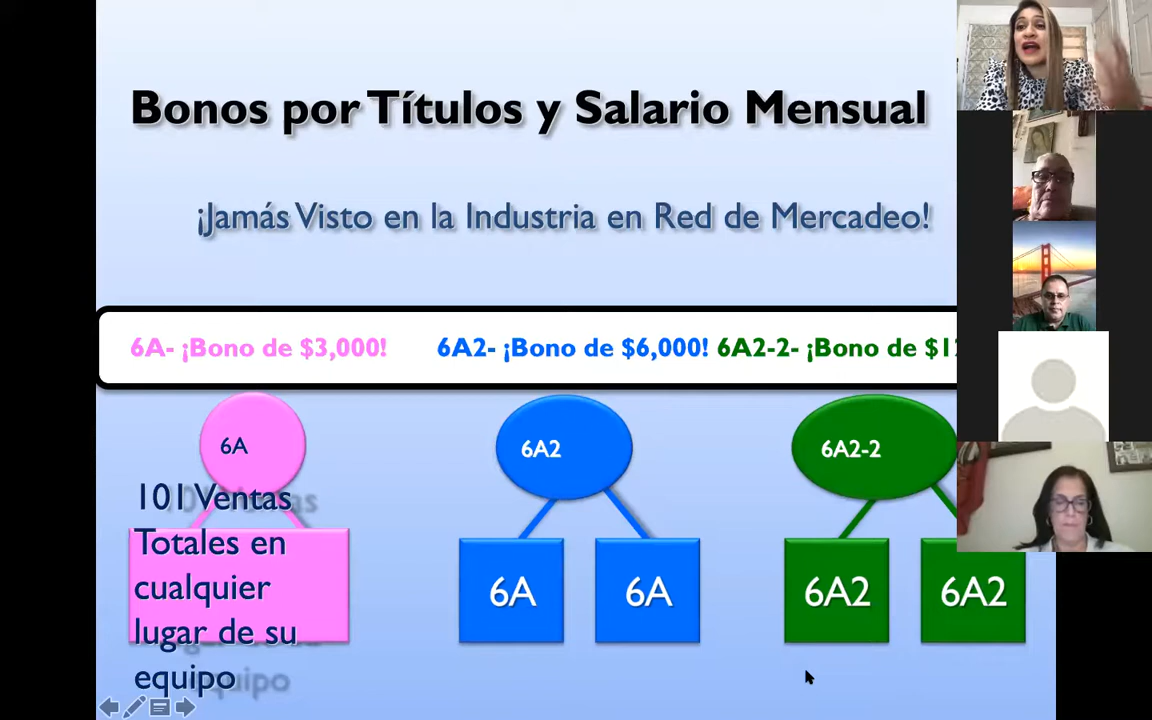 Bonos por Títulos y Salario Mensual
¡Jamás Visto en la Industria en Red de Mercadeo!
6A- ¡Bono de $3,000! 6A2- ¡Bono de $6,000! 6A2-2- ¡Bono de
6A 6A2 6A2-2
101 Ventas
Totales en
cualquier
lugar de su
equipo
6A 6A 6A2 6A2